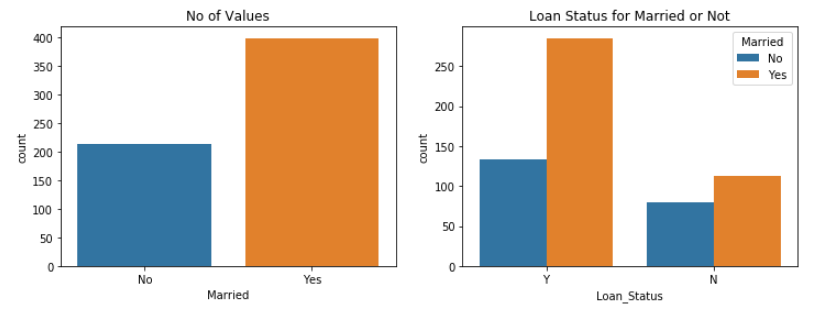 No of Values
400
350
300
250
200
150
100
50
0
count
No Yes
Married
Loan Status for Married or Not
250
200
150
100
50
0
count
Married
No
Yes
Y N
Loan_Status